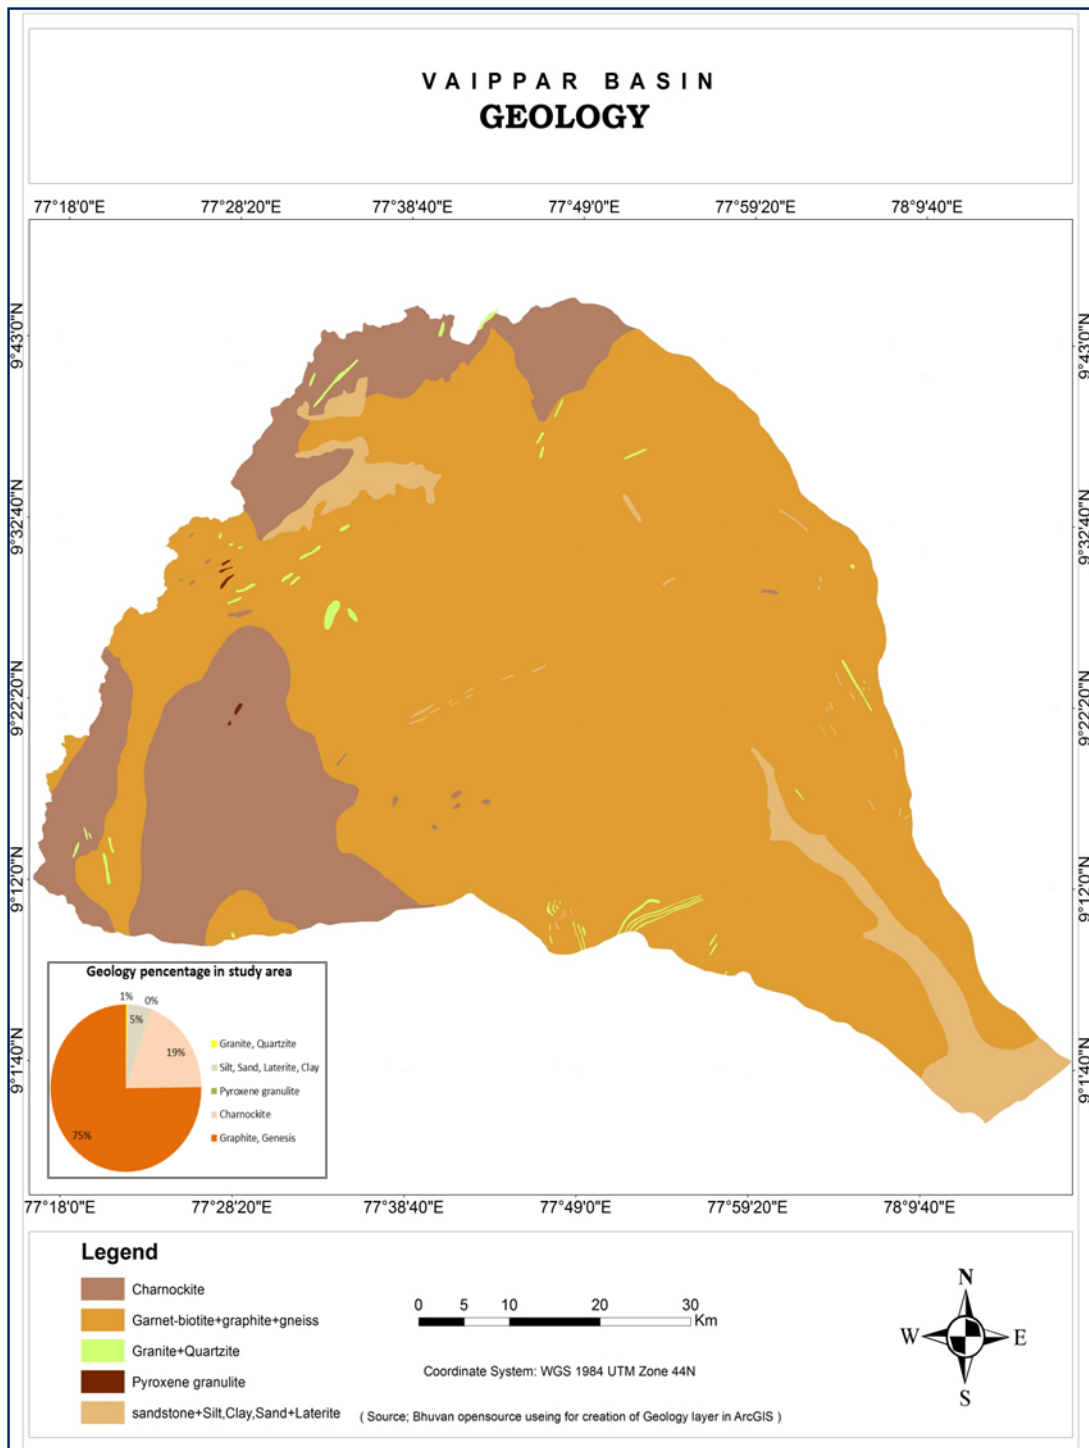 VAIPPAR BASIN
GEOLOGY
77°18'0"E 77°28'20"E 77°38'40"E 77°49'0"E 77°59'20"E 78°9'40"E
9°43'0"N 9°43'0"N
9°32'40"N 9°32'40"N
9°22'20"N 9°22'20"N
9°12'0"N 9°12'0"N
9°1'40"N 9°1'40"N
Geology pencentage in study area
1% 0%
5%
19%
75%
Granite, Quartzite
Silt, Sand, Laterite, Clay
Pyroxene granulite
Charnockite
Graphite, Genesis
77°18'0"E 77°28'20"E 77°38'40"E 77°49'0"E 77°59'20"E 78°9'40"E
Legend
Charnockite
Garnet-biotite+graphite+gneiss
Granite+Quartzite
Pyroxene granulite
sandstone+Silt,Clay,Sand+Laterite
0 5 10 20 30
Km
Coordinate System: WGS 1984 UTM Zone 44N
( Source; Bhuvan opensource useing for creation of Geology layer in ArcGIS )
N
W E
S